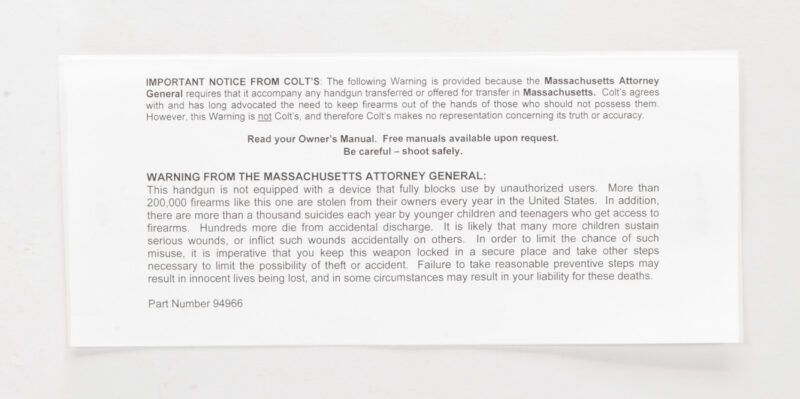 IMPORTANT NOTICE FROM COLT'S: The following Warning is provided because the Massachusetts Attorney
General requires that it accompany any handgun transferred or offered for transfer in Massachusetts. Colt's agrees
with and has long advocated the need to keep firearms out of the hands of those who should not possess them.
However, this Warning is not Colt's, and therefore Colt's makes no representation concerning its truth or accuracy.
Read your Owner's Manual. Free manuals available upon request.
Be careful – shoot safely.
WARNING FROM THE MASSACHUSETTS ATTORNEY GENERAL:
This handgun is not equipped with a device that fully blocks use by unauthorized users. More than
200,000 firearms like this one are stolen from their owners every year in the United States. In addition,
there are more than a thousand suicides each year by younger children and teenagers who get access to
firearms. Hundreds more die from accidental discharge. It is likely that many more children sustain
serious wounds, or inflict such wounds accidentally on others. In order to limit the chance of such
misuse, it is imperative that you keep this weapon locked in a secure place and take other steps
necessary to limit the possibility of theft or accident. Failure to take reasonable preventive steps may
result in innocent lives being lost, and in some circumstances may result in your liability for these deaths.
Part Number 94966